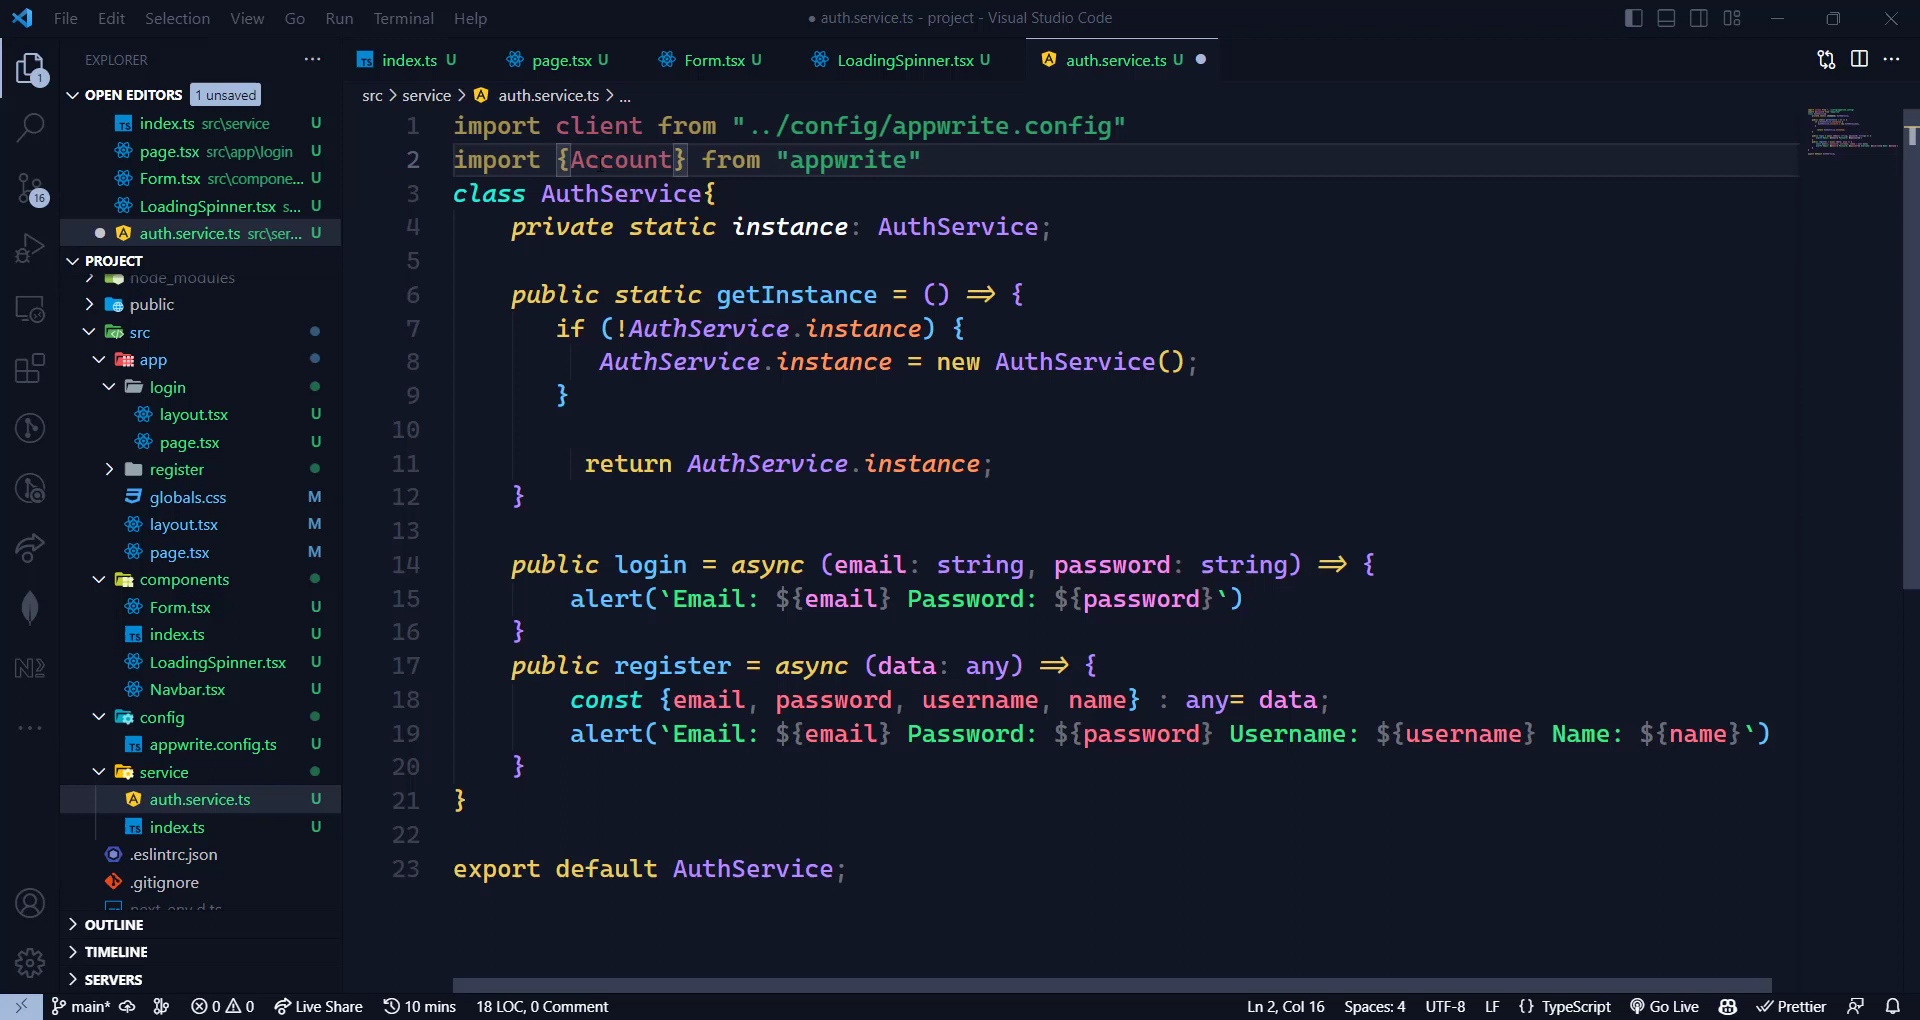 File Edit Selection View Go Run Terminal Help
● auth.service.ts - project - Visual Studio Code
EXPLORER
OPEN EDITORS 1 unsaved
index.ts src\service U
page.tsx src\app\login U
Form.tsx src\compone... U
LoadingSpinner.tsx s... U
auth.service.ts src\ser... U
PROJECT
node_modules
public
src
app
login
layout.tsx U
page.tsx U
register
globals.css M
layout.tsx M
page.tsx M
components
Form.tsx U
index.ts U
LoadingSpinner.tsx U
Navbar.tsx U
config
appwrite.config.ts U
service
auth.service.ts U
index.ts U
.eslintrc.json
.gitignore
OUTLINE
TIMELINE
SERVERS
1
16
index.ts U page.tsx U Form.tsx U LoadingSpinner.tsx U auth.service.ts U
src > service > auth.service.ts > ...
1 import client from "../config/appwrite.config"
2 import {Account} from "appwrite"
3 class AuthService{
4 private static instance: AuthService;
5
6 public static getInstance = () => {
7 if (!AuthService.instance) {
8 AuthService.instance = new AuthService();
9 }
10
11 return AuthService.instance;
12 }
13
14 public login = async (email: string, password: string) => {
15 alert(`Email: ${email} Password: ${password}`)
16 }
17 public register = async (data: any) => {
18 const {email, password, username, name} : any= data;
19 alert(`Email: ${email} Password: ${password} Username: ${username} Name: ${name}`)
20 }
21 }
22
23 export default AuthService;
main* 0 0 Live Share 10 mins 18 LOC, 0 Comment Ln 2, Col 16 Spaces: 4 UTF-8 LF {} TypeScript Go Live Prettier